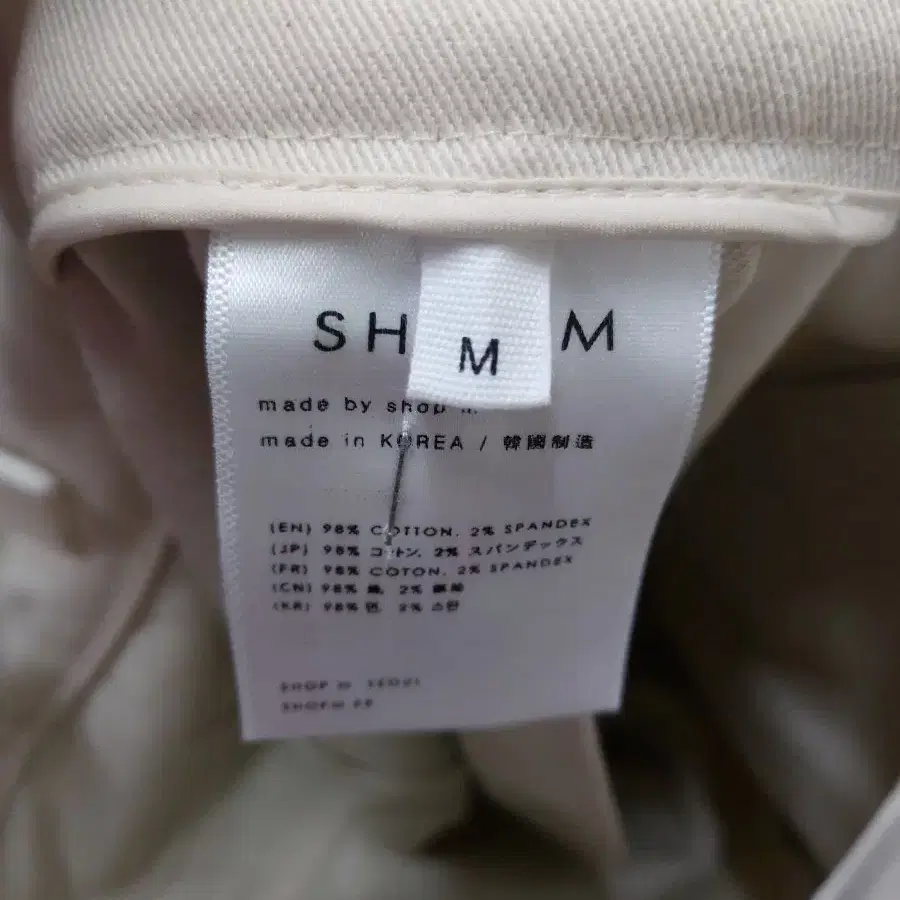 SH
M
M
made by shop
made in KOREA / 韓國制造
(EN) 98% COTTON, 2% SPANDEX
(JP) 98% コットン, 2% スパンデックス
(FR) 98% COTON, 2% SPANDEX
(CN) 98% 2%
(KR) 98% 면, 2% 스판
SHOP SEOUL